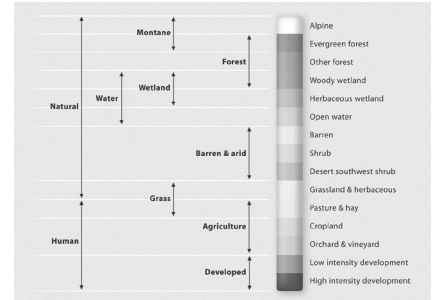 Alpine
Montane
Evergreen forest
Forest
Other forest
Woody wetland
Wetland
Water
Herbaceous wetland
Natural
Open water
Barren
Barren & arid
Shrub
Desert southwest shrub
Grass
Grassland & herbaceous
Pasture & hay
Agriculture
Cropland
Human
Orchard & vineyard
Low intensity development
Developed
High intensity development